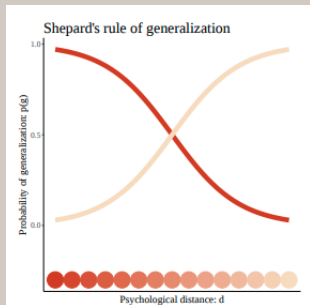 Shepard's rule of generalization
1.0
Probability of generalization: p(g)
0.5
0.0
Psychological distance: d